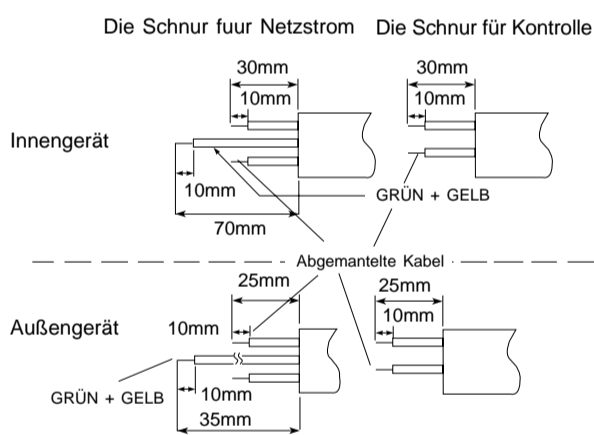 Die Schnur fuur Netzstrom Die Schnur für Kontrolle
30mm 30mm
10mm 10mm
Innengerät
10mm
GRÜN + GELB
70mm
Abgemantelte Kabel
25mm 25mm
10mm 10mm
Außengerät
10mm
GRÜN + GELB
35mm